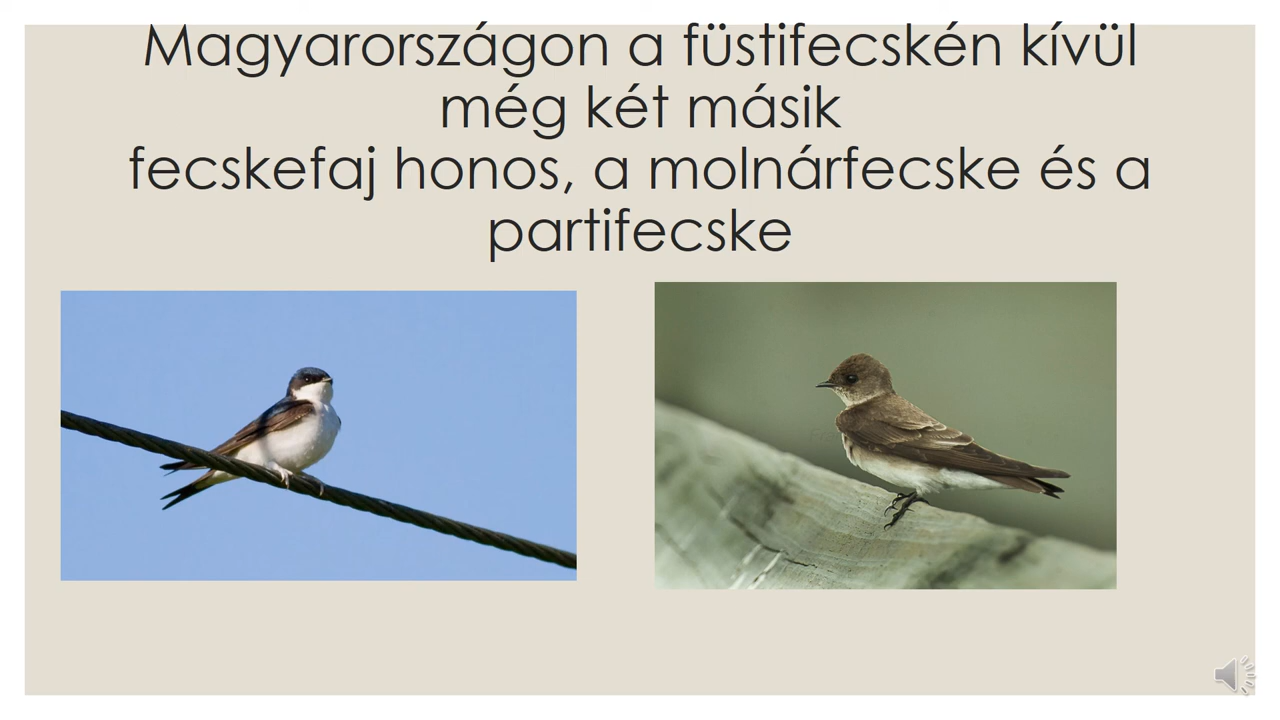 Magyarországon a füstifecskén kívül
még két másik
fecskefaj honos, a molnárfecske és a
partifecske